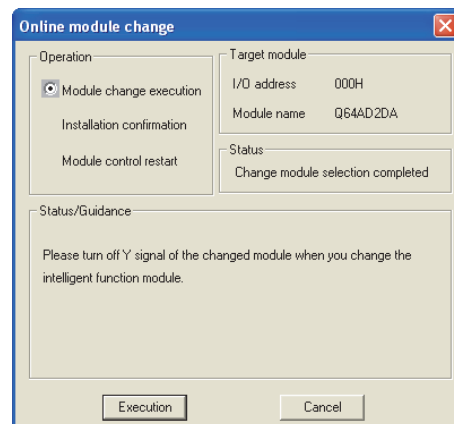 Online module change
Operation
Module change execution
Installation confirmation
Module control restart
Target module
I/O address 000H
Module name Q64AD2DA
Status
Change module selection completed
Status/Guidance
Please turn off Y signal of the changed module when you change the
intelligent function module.
Execution Cancel